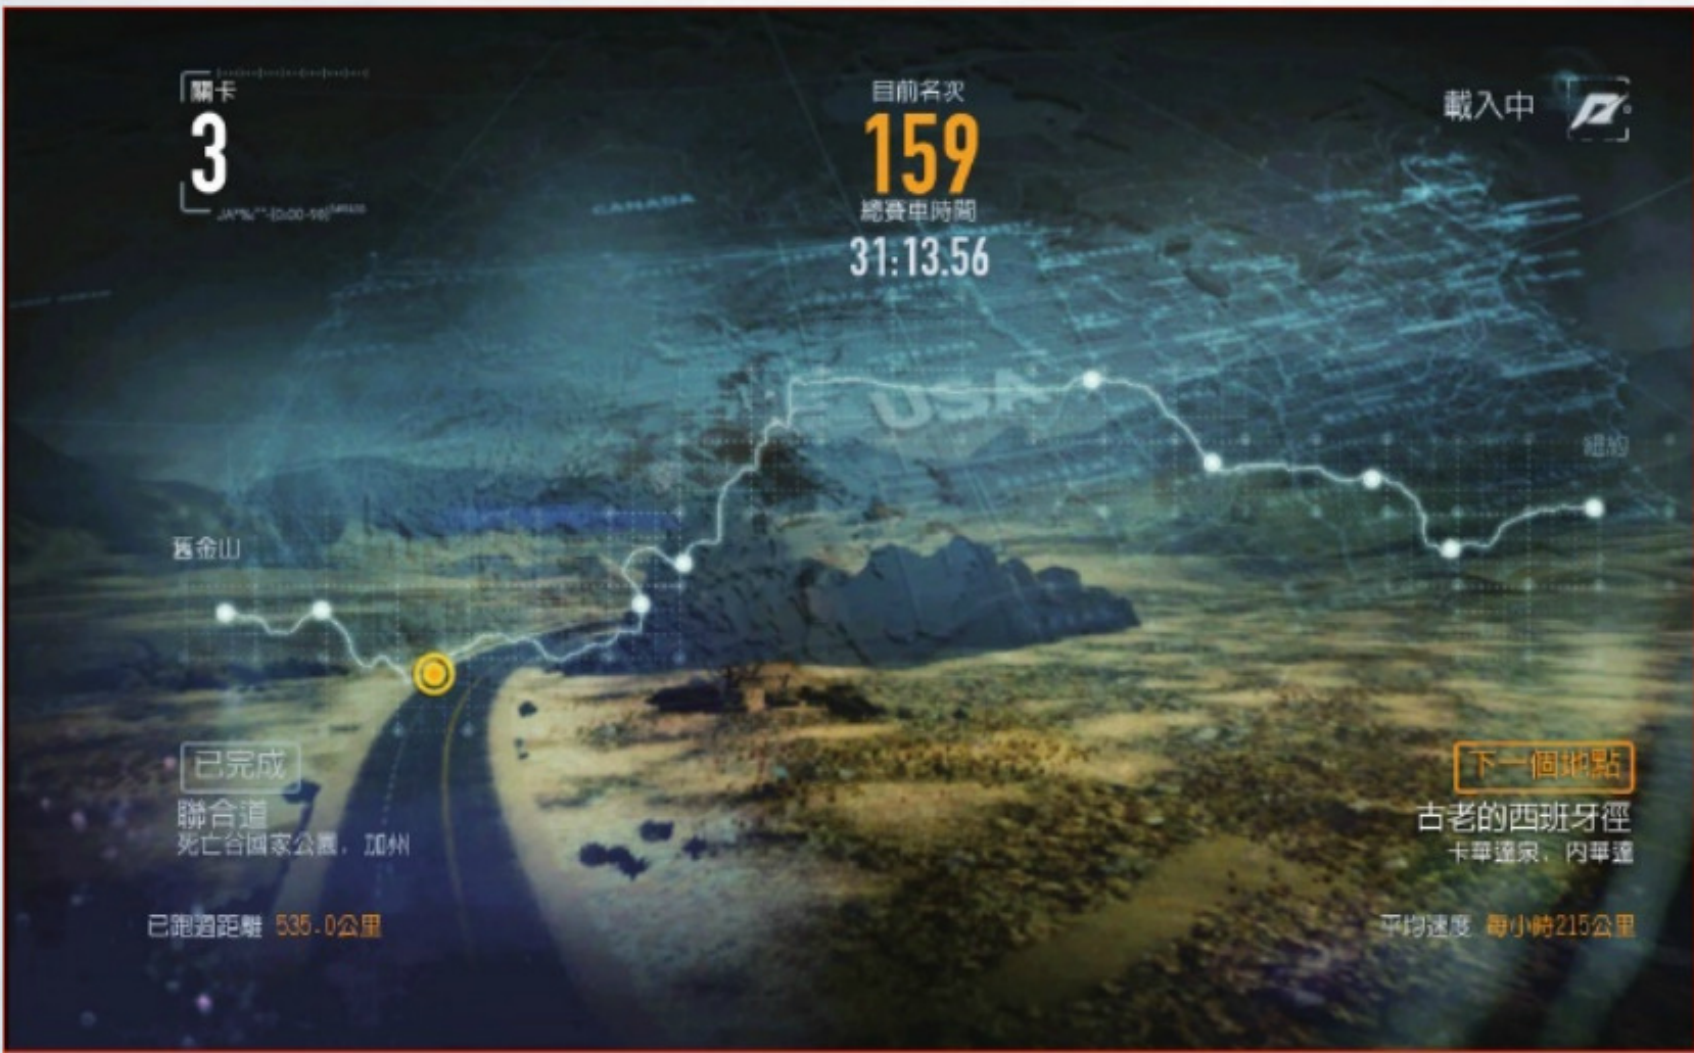 關卡
3
目前名次
159
總賽車時間
31:13.56
載入中
CANADA
USA
紐約
舊金山
已完成
聯合道
死亡谷國家公園，加州
已跑過距離 535.0公里
下一個地點
古老的西班牙徑
卡華達泉、內華達
平均速度 每小時215公里